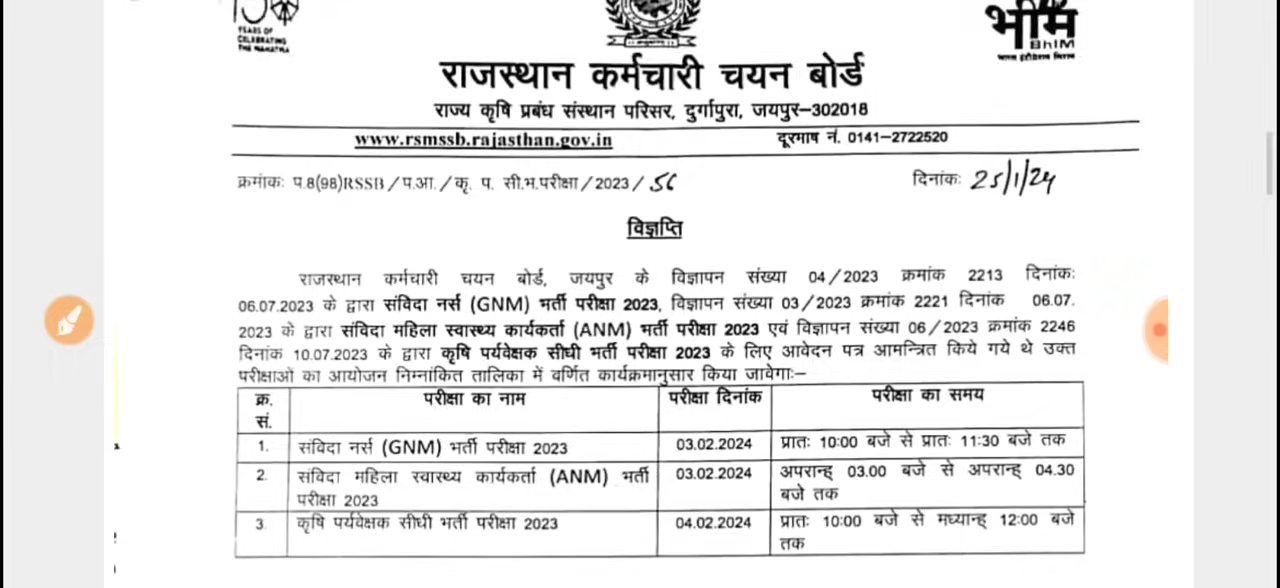 YEARS OF
CELEBRATING
THE MAHATMA
भीम
BHIM
राजस्थान कर्मचारी चयन बोर्ड
राज्य कृषि प्रबंध संस्थान परिसर, दुर्गापुरा, जयपुर–302018
www.rsmssb.rajasthan.gov.in दूरभाष नं. 0141–2722520
क्रमांकः प.8(98)RSSB/प.आ./कृ. प. सी.भ.परीक्षा/2023/56 दिनांकः 25/1/24
विज्ञप्ति
राजस्थान कर्मचारी चयन बोर्ड, जयपुर के विज्ञापन संख्या 04/2023 क्रमांक 2213 दिनांकः
06.07.2023 के द्वारा संविदा नर्स (GNM) भर्ती परीक्षा 2023, विज्ञापन संख्या 03/2023 क्रमांक 2221 दिनांक 06.07.
2023 के द्वारा संविदा महिला स्वास्थ्य कार्यकर्ता (ANM) भर्ती परीक्षा 2023 एवं विज्ञापन संख्या 06/2023 क्रमांक 2246
दिनांक 10.07.2023 के द्वारा कृषि पर्यवेक्षक सीधी भर्ती परीक्षा 2023 के लिए आवेदन पत्र आमन्त्रित किये गये थे उक्त
परीक्षाओं का आयोजन निम्नांकित तालिका में वर्णित कार्यक्रमानुसार किया जावेगाः–
क्र. सं. परीक्षा का नाम परीक्षा दिनांक परीक्षा का समय
1. संविदा नर्स (GNM) भर्ती परीक्षा 2023 03.02.2024 प्रातः 10:00 बजे से प्रातः 11:30 बजे तक
2. संविदा महिला स्वास्थ्य कार्यकर्ता (ANM) भर्ती परीक्षा 2023 03.02.2024 अपरान्ह् 03.00 बजे से अपरान्ह् 04.30 बजे तक
3. कृषि पर्यवेक्षक सीधी भर्ती परीक्षा 2023 04.02.2024 प्रातः 10:00 बजे से मध्यान्ह् 12:00 बजे तक